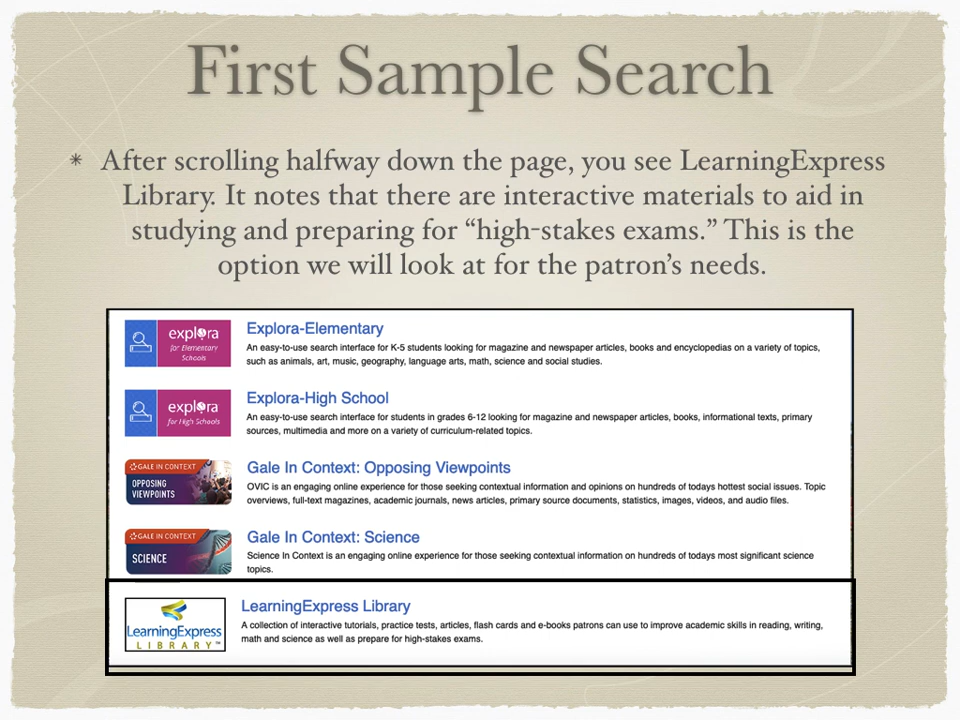 First Sample Search
* After scrolling halfway down the page, you see LearningExpress
Library. It notes that there are interactive materials to aid in
studying and preparing for “high-stakes exams.” This is the
option we will look at for the patron’s needs.
explora
for Elementary
Schools
Explora-Elementary
An easy-to-use search interface for K-5 students looking for magazine and newspaper articles, books and encyclopedias on a variety of topics,
such as animals, art, music, geography, language arts, math, science and social studies.
explora
for High Schools
Explora-High School
An easy-to-use search interface for students in grades 6-12 looking for magazine and newspaper articles, books, informational texts, primary
sources, multimedia and more on a variety of curriculum-related topics.
GALE IN CONTEXT
OPPOSING
VIEWPOINTS
Gale In Context: Opposing Viewpoints
OVIC is an engaging online experience for those seeking contextual information and opinions on hundreds of todays hottest social issues. Topic
overviews, full-text magazines, academic journals, news articles, primary source documents, statistics, images, videos, and audio files.
GALE IN CONTEXT
SCIENCE
Gale In Context: Science
Science In Context is an engaging online experience for those seeking contextual information on hundreds of todays most significant science
topics.
LearningExpress
LIBRARY™
LearningExpress Library
A collection of interactive tutorials, practice tests, articles, flash cards and e-books patrons can use to improve academic skills in reading, writing,
math and science as well as prepare for high-stakes exams.